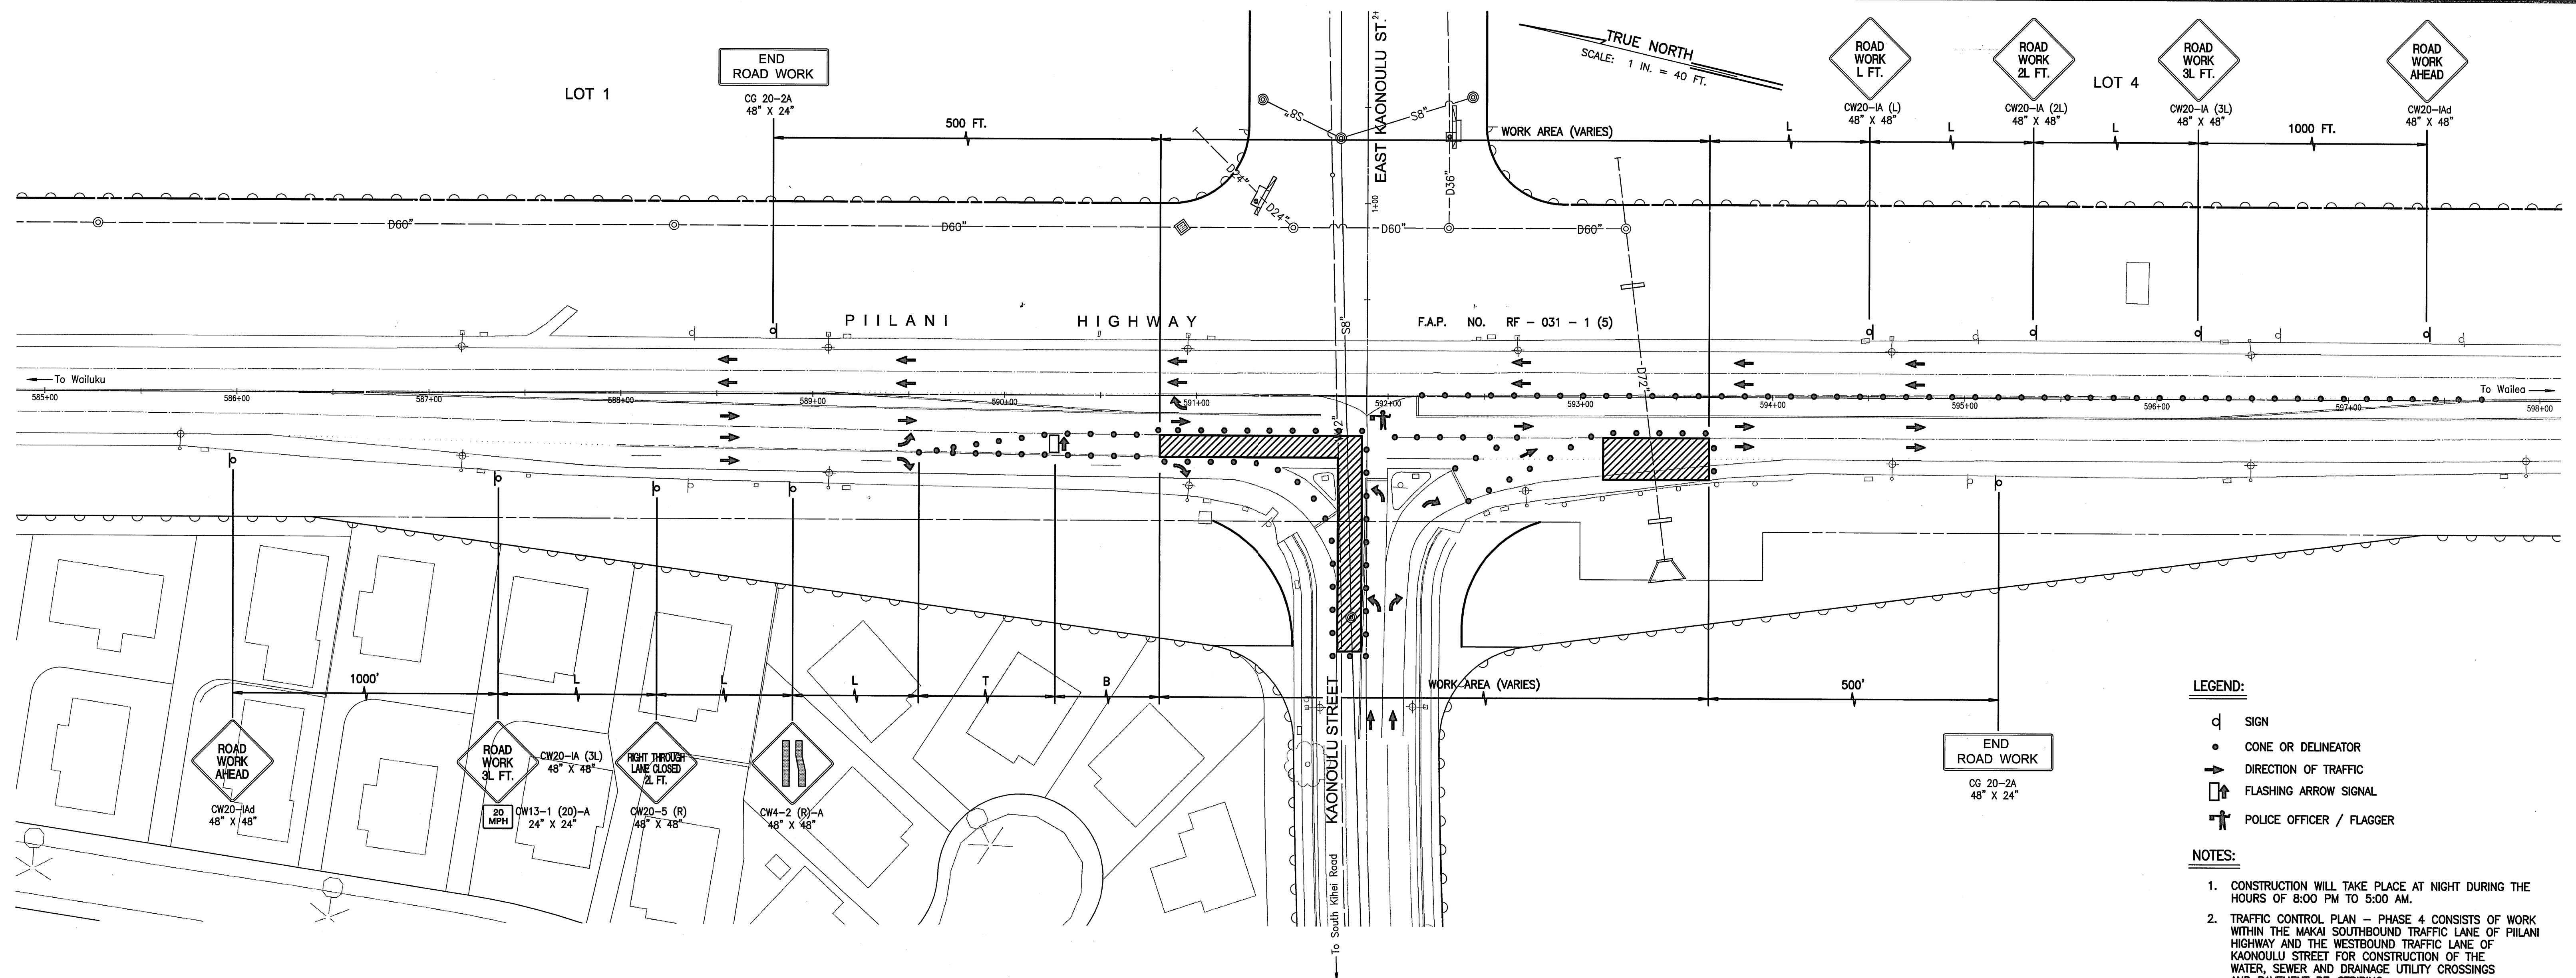 END
ROAD WORK
CG 20-2A
48" X 24"
LOT 1
500 FT.
EAST KAONOULU ST.
2+
1+00
S8"
S8"
D24"
D24"
D36"
WORK AREA (VARIES)
TRUE NORTH
SCALE: 1 IN. = 40 FT.
ROAD
WORK
L FT.
CW20-IA (L)
48" X 48"
ROAD
WORK
2L FT.
CW20-IA (2L)
48" X 48"
LOT 4
ROAD
WORK
3L FT.
CW20-IA (3L)
48" X 48"
ROAD
WORK
AHEAD
CW20-IAd
48" X 48"
L
L
L
1000 FT.
D60"
D60"
D60"
D60"
PIILANI HIGHWAY
F.A.P. NO. RF - 031 - 1 (5)
S8"
D72"
W12"
To Wailuku
To Wailea
585+00
586+00
587+00
588+00
589+00
590+00
591+00
592+00
593+00
594+00
595+00
596+00
597+00
598+00
1000'
L
L
L
T
B
WORK AREA (VARIES)
500'
ROAD
WORK
AHEAD
CW20-IAd
48" X 48"
ROAD
WORK
3L FT.
CW20-IA (3L)
48" X 48"
20
MPH
CW13-1 (20)-A
24" X 24"
RIGHT THROUGH
LANE CLOSED
2L FT.
CW20-5 (R)
48" X 48"
CW4-2 (R)-A
48" X 48"
KAONOULU STREET
To South Kihei Road
END
ROAD WORK
CG 20-2A
48" X 24"
LEGEND:
SIGN
CONE OR DELINEATOR
DIRECTION OF TRAFFIC
FLASHING ARROW SIGNAL
POLICE OFFICER / FLAGGER
NOTES:
1. CONSTRUCTION WILL TAKE PLACE AT NIGHT DURING THE
HOURS OF 8:00 PM TO 5:00 AM.
2. TRAFFIC CONTROL PLAN – PHASE 4 CONSISTS OF WORK
WITHIN THE MAKAI SOUTHBOUND TRAFFIC LANE OF PIILANI
HIGHWAY AND THE WESTBOUND TRAFFIC LANE OF
KAONOULU STREET FOR CONSTRUCTION OF THE
WATER, SEWER AND DRAINAGE UTILITY CROSSINGS